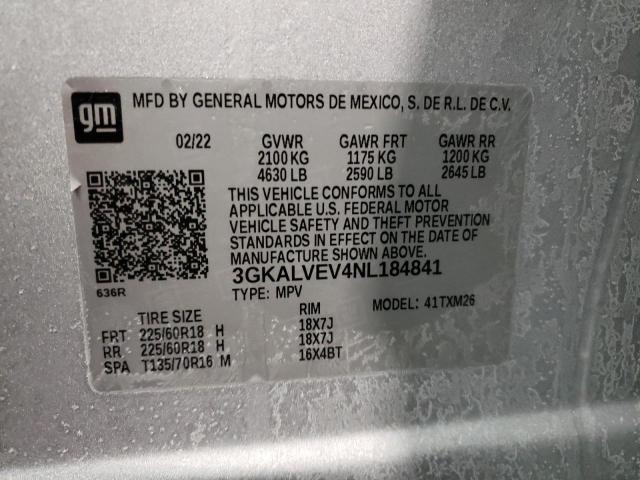 gm
MFD BY GENERAL MOTORS DE MEXICO, S. DE R.L. DE C.V.
02/22 GVWR GAWR FRT GAWR RR
2100 KG 1175 KG 1200 KG
4630 LB 2590 LB 2645 LB
THIS VEHICLE CONFORMS TO ALL
APPLICABLE U.S. FEDERAL MOTOR
VEHICLE SAFETY AND THEFT PREVENTION
STANDARDS IN EFFECT ON THE DATE OF
MANUFACTURE SHOWN ABOVE.
3GKALVEV4NL184841
636R
TYPE: MPV MODEL: 41TXM26
TIRE SIZE RIM
FRT 225/60R18 H 18X7J
RR 225/60R18 H 18X7J
SPA T135/70R16 M 16X4BT